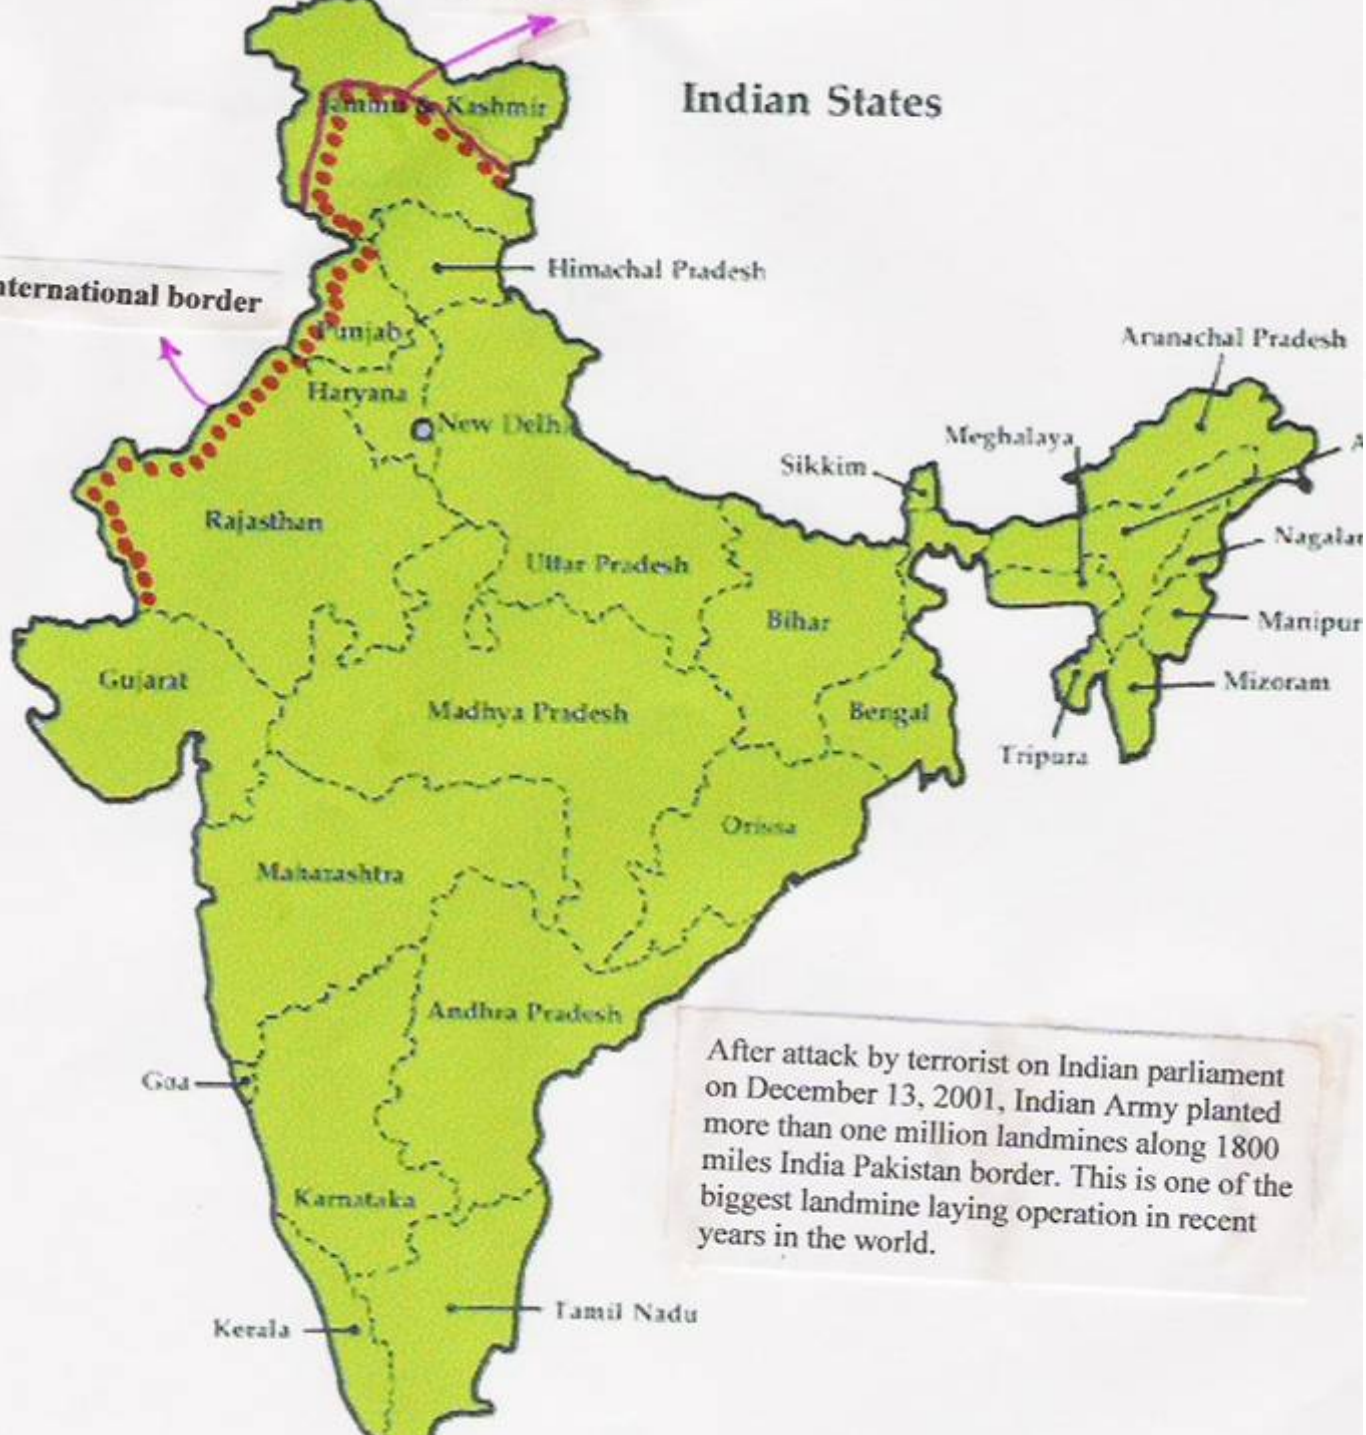 Indian States
Jammu & Kashmir
Himachal Pradesh
nternational border
Punjab
Arunachal Pradesh
Haryana
New Delhi
Meghalaya
Sikkim
A
Rajasthan
Nagalan
Uttar Pradesh
Bihar
Manipur
Gujarat
Mizoram
Madhya Pradesh
Bengal
Tripura
Orissa
Maharashtra
Andhra Pradesh
After attack by terrorist on Indian parliament
on December 13, 2001, Indian Army planted
more than one million landmines along 1800
miles India Pakistan border. This is one of the
biggest landmine laying operation in recent
years in the world.
Goa
Karnataka
Tamil Nadu
Kerala